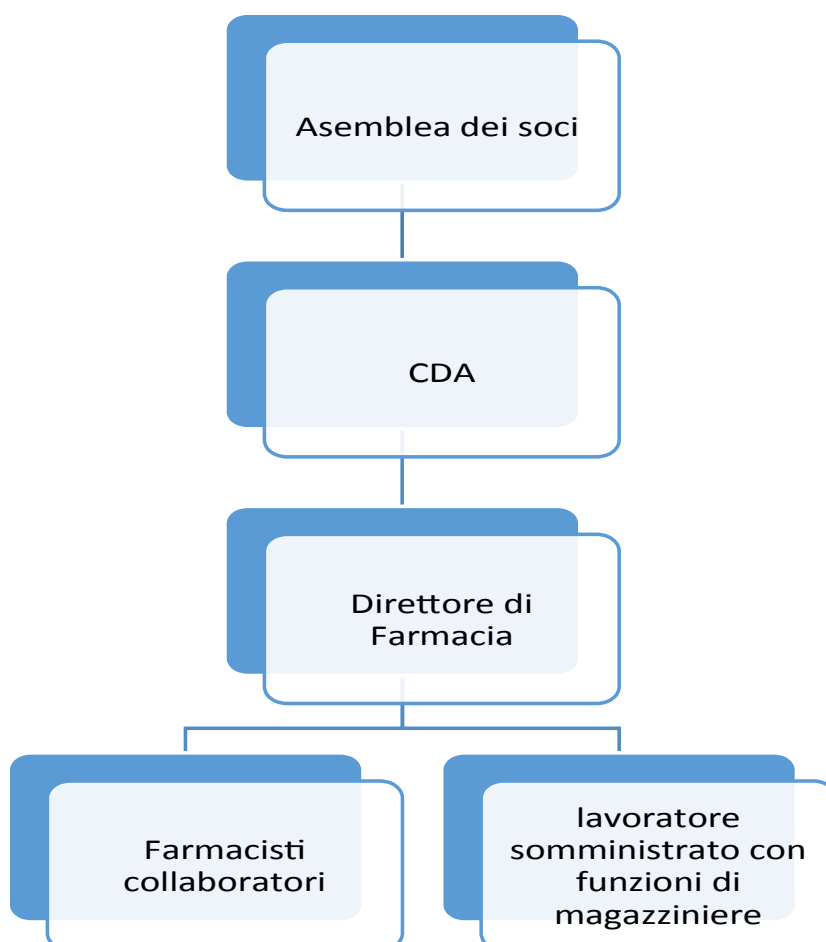 Asemblea dei soci
CDA
Direttore di
Farmacia
Farmacisti
collaboratori
lavoratore
somministrato con
funzioni di
magazziniere